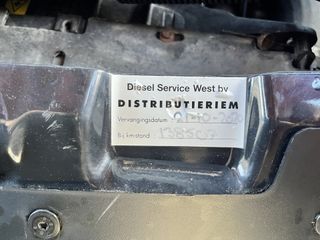 Diesel Service West bv
DISTRIBUTIERIEM
Vervangingsdatum
Bij km-stand